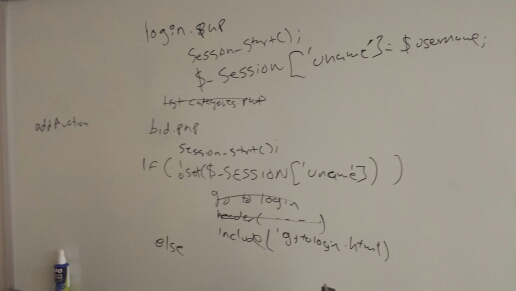 login.php
session_start();
$_SESSION['uname']=$username;
list categories.php
addAuction
bid.php
session_start();
If( isset($_SESSION['uname']))
go to login
header( - - - - )
include('gotologin.html)
else